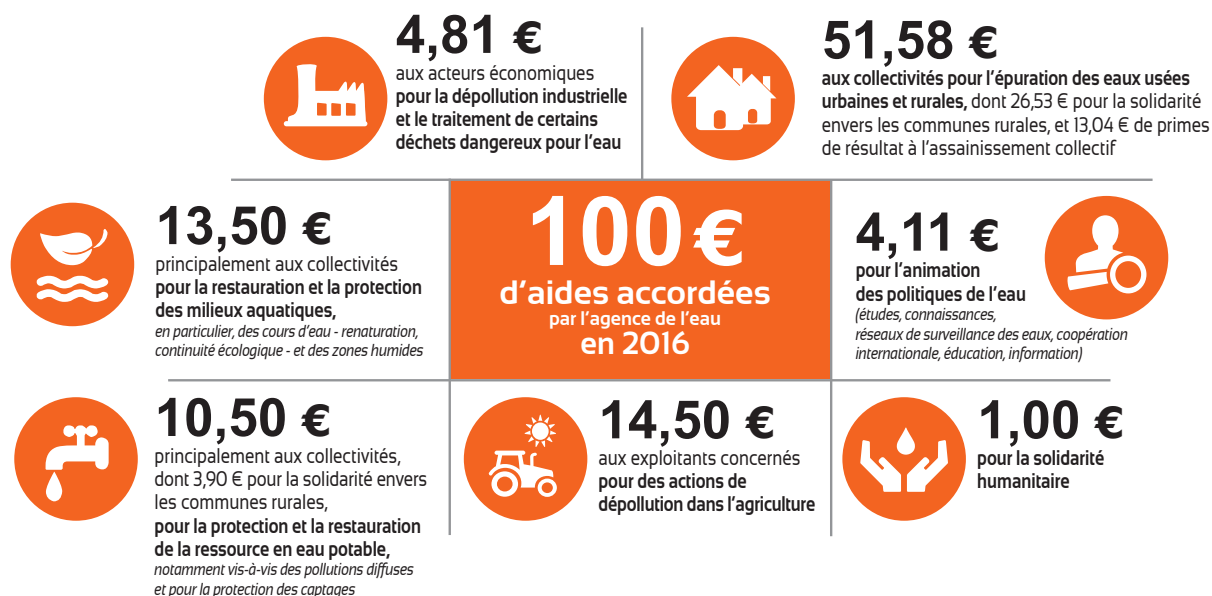 4,81 €
aux acteurs économiques
pour la dépollution industrielle
et le traitement de certains
déchets dangereux pour l'eau
51,58 €
aux collectivités pour l'épuration des eaux usées
urbaines et rurales, dont 26,53 € pour la solidarité
envers les communes rurales, et 13,04 € de primes
de résultat à l'assainissement collectif
13,50 €
principalement aux collectivités
pour la restauration et la protection
des milieux aquatiques,
en particulier, des cours d'eau - renaturation,
continuité écologique - et des zones humides
100 €
d'aides accordées
par l'agence de l'eau
en 2016
4,11 €
pour l'animation
des politiques de l'eau
(études, connaissances,
réseaux de surveillance des eaux, coopération
internationale, éducation, information)
10,50 €
principalement aux collectivités,
dont 3,90 € pour la solidarité envers
les communes rurales,
pour la protection et la restauration
de la ressource en eau potable,
notamment vis-à-vis des pollutions diffuses
et pour la protection des captages
14,50 €
aux exploitants concernés
pour des actions de
dépollution dans l'agriculture
1,00 €
pour la solidarité
humanitaire